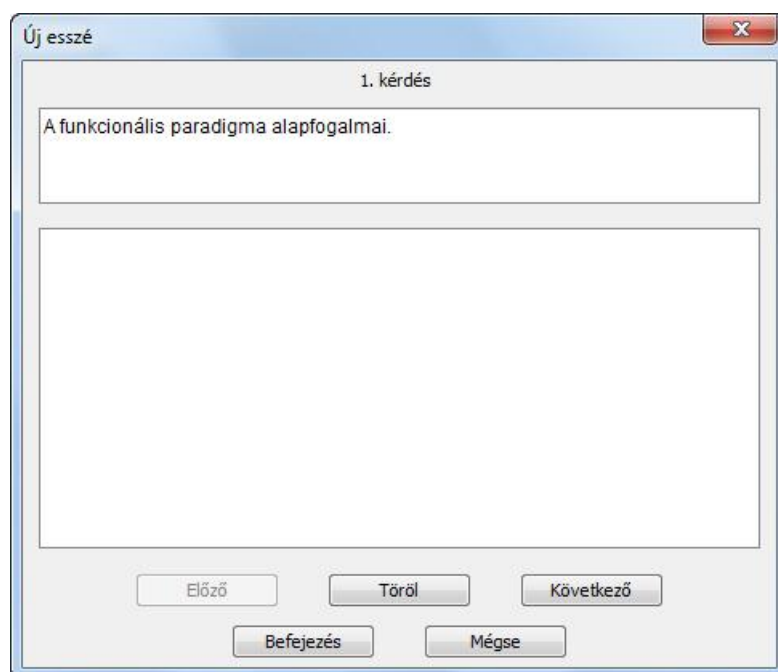 Új esszé
1. kérdés
A funkcionális paradigma alapfogalmai.
Előző
Töröl
Következő
Befejezés
Mégse